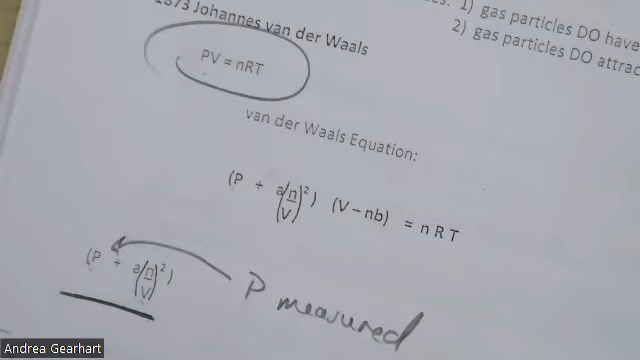 1873 Johannes van der Waals
1) gas particles DO have
2) gas particles DO attrac
PV = nRT
van der Waals Equation:
(P + a(n/V)²) (V – nb) = n R T
(P + a(n/V)²)
P measured
Andrea Gearhart